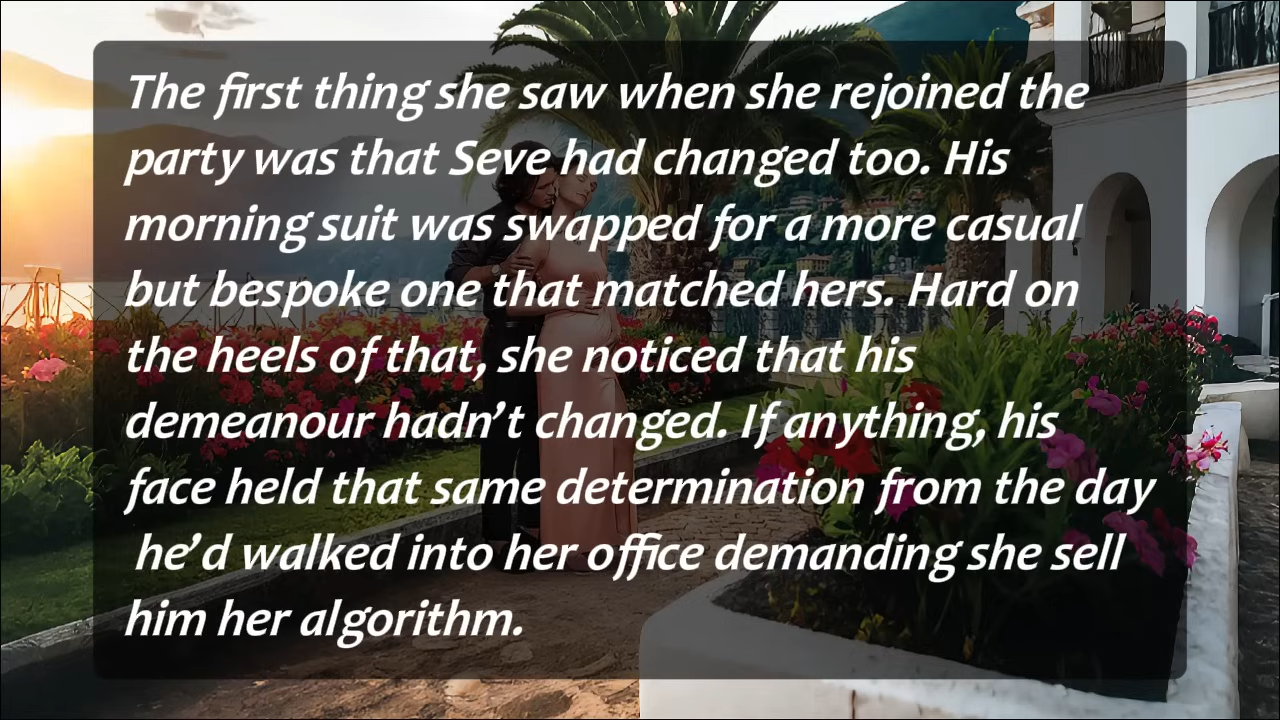 The first thing she saw when she rejoined the
party was that Seve had changed too. His
morning suit was swapped for a more casual
but bespoke one that matched hers. Hard on
the heels of that, she noticed that his
demeanour hadn’t changed. If anything, his
face held that same determination from the day
he’d walked into her office demanding she sell
him her algorithm.